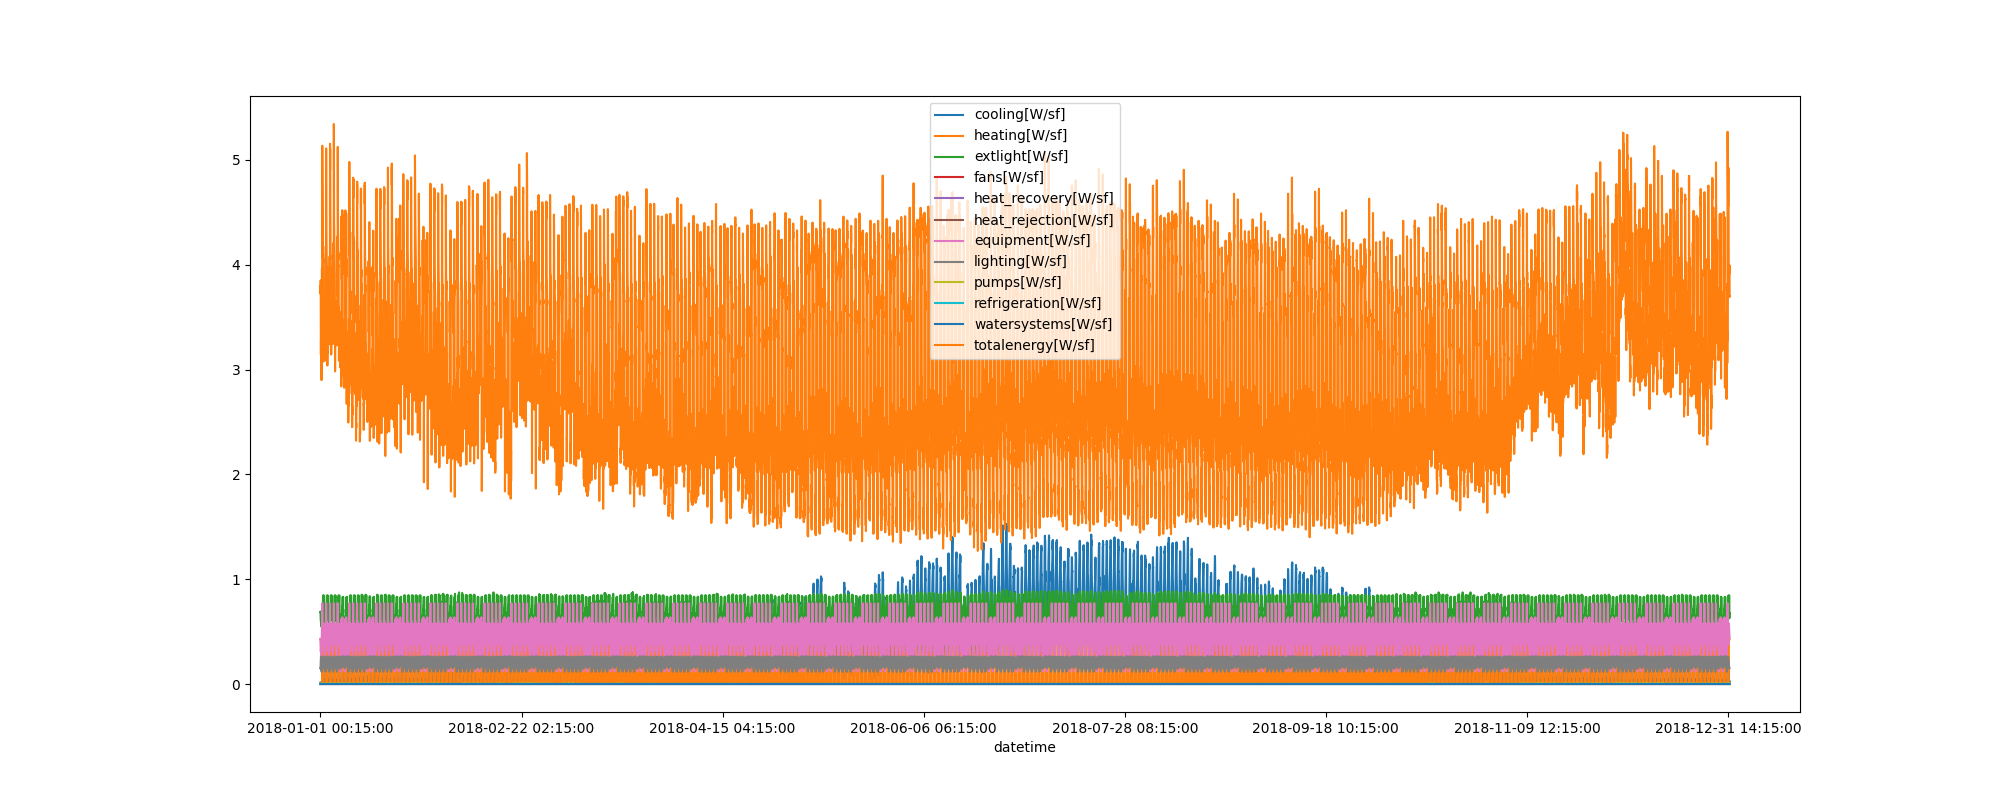 cooling[W/sf]
heating[W/sf]
extlight[W/sf]
fans[W/sf]
heat_recovery[W/sf]
heat_rejection[W/sf]
equipment[W/sf]
lighting[W/sf]
pumps[W/sf]
refrigeration[W/sf]
watersystems[W/sf]
totalenergy[W/sf]
5
4
3
2
1
0
2018-01-01 00:15:00 2018-02-22 02:15:00 2018-04-15 04:15:00 2018-06-06 06:15:00 2018-07-28 08:15:00 2018-09-18 10:15:00 2018-11-09 12:15:00 2018-12-31 14:15:00
datetime